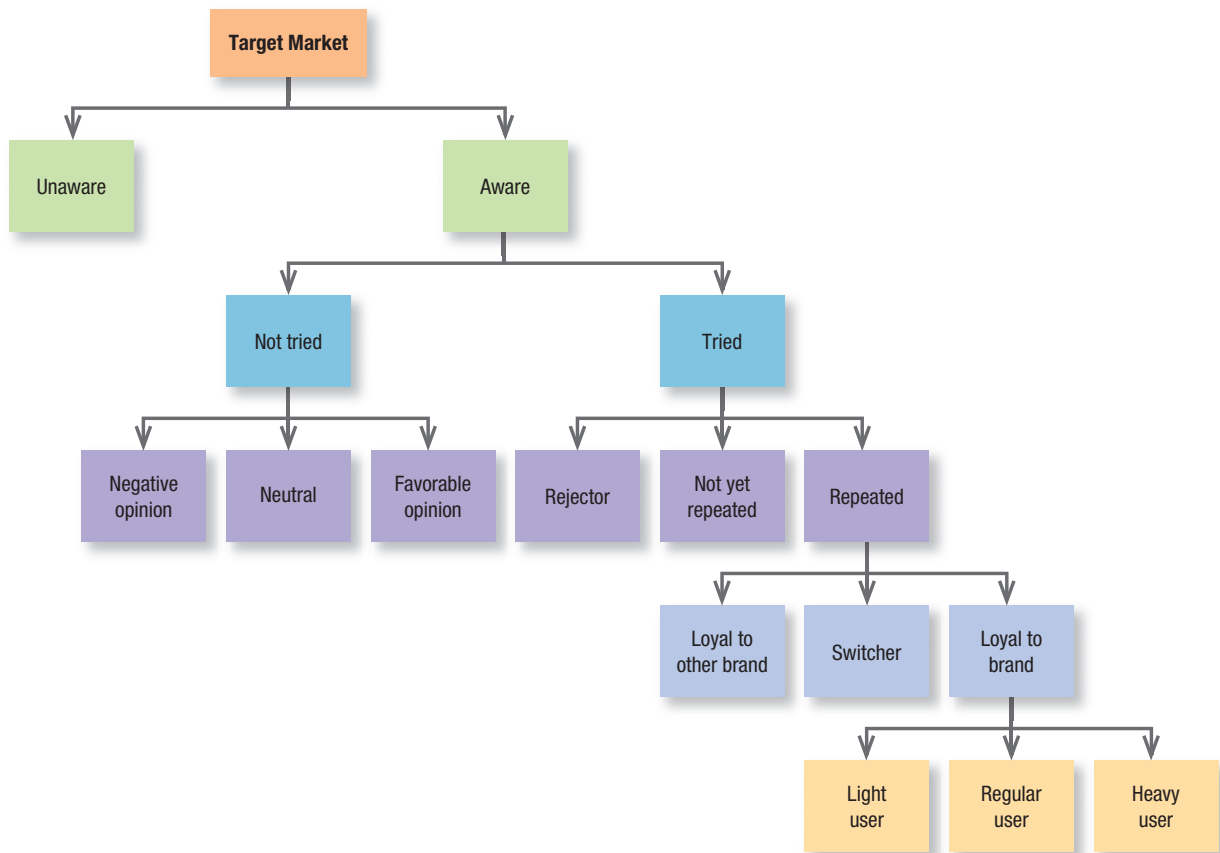 Target Market
Unaware
Aware
Not tried
Tried
Negative
opinion
Neutral
Favorable
opinion
Rejector
Not yet
repeated
Repeated
Loyal to
other brand
Switcher
Loyal to
brand
Light
user
Regular
user
Heavy
user